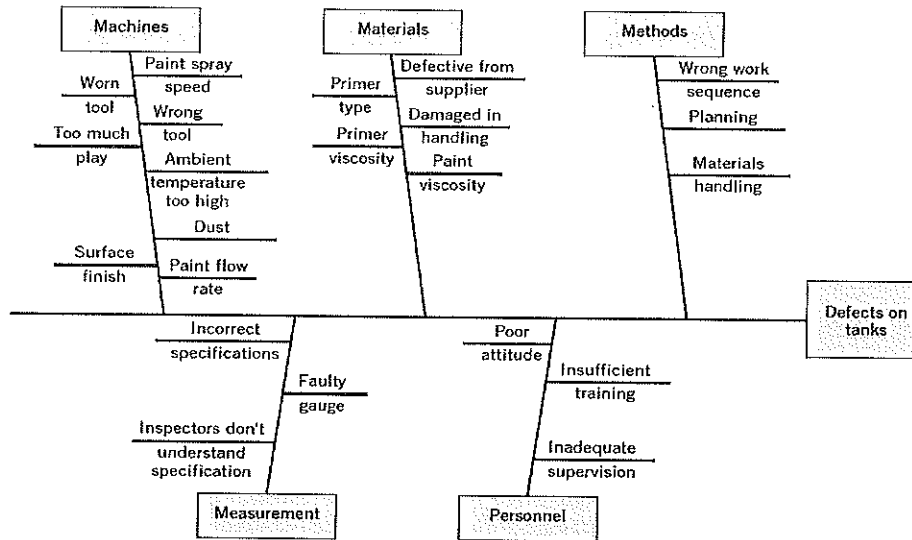 Machines
Paint spray
speed
Worn
tool
Wrong
tool
Too much
play
Ambient
temperature
too high
Dust
Surface
finish
Paint flow
rate
Materials
Defective from
supplier
Primer
type
Damaged in
handling
Primer
viscosity
Paint
viscosity
Methods
Wrong work
sequence
Planning
Materials
handling
Defects on
tanks
Incorrect
specifications
Faulty
gauge
Inspectors don't
understand
specification
Measurement
Poor
attitude
Insufficient
training
Inadequate
supervision
Personnel